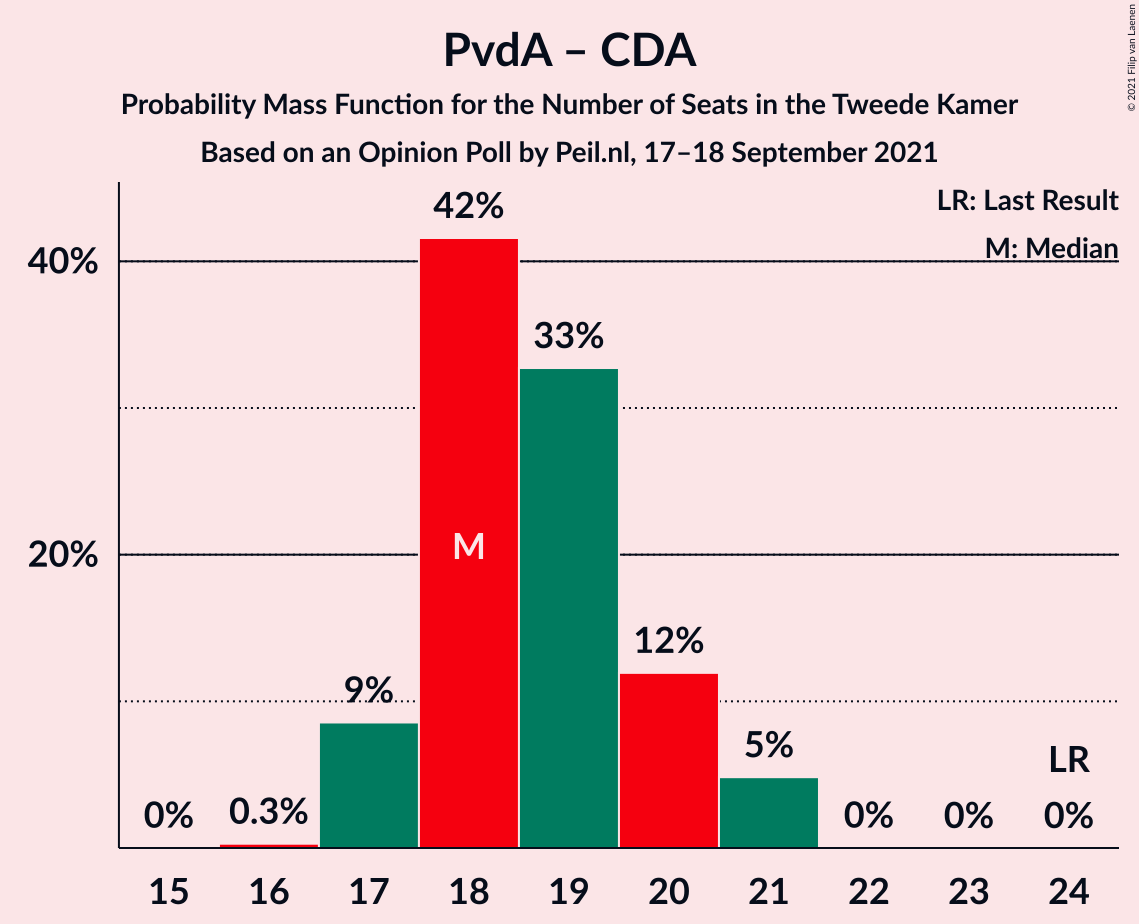 PvdA – CDA
Probability Mass Function for the Number of Seats in the Tweede Kamer
Based on an Opinion Poll by Peil.nl, 17–18 September 2021
© 2021 Filip van Laenen
LR: Last Result
M: Median
40%
20%
0%
0.3%
9%
42%
M
33%
12%
5%
0%
0%
LR
0%
15 16 17 18 19 20 21 22 23 24